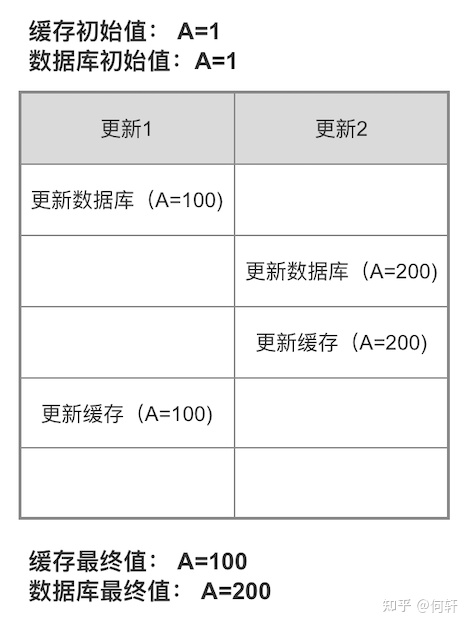 缓存初始值： A=1
数据库初始值：A=1
更新1
更新2
更新数据库（A=100)
更新数据库（A=200)
更新缓存（A=200)
更新缓存（A=100)
缓存最终值： A=100
数据库最终值： A=200
知乎 @何轩